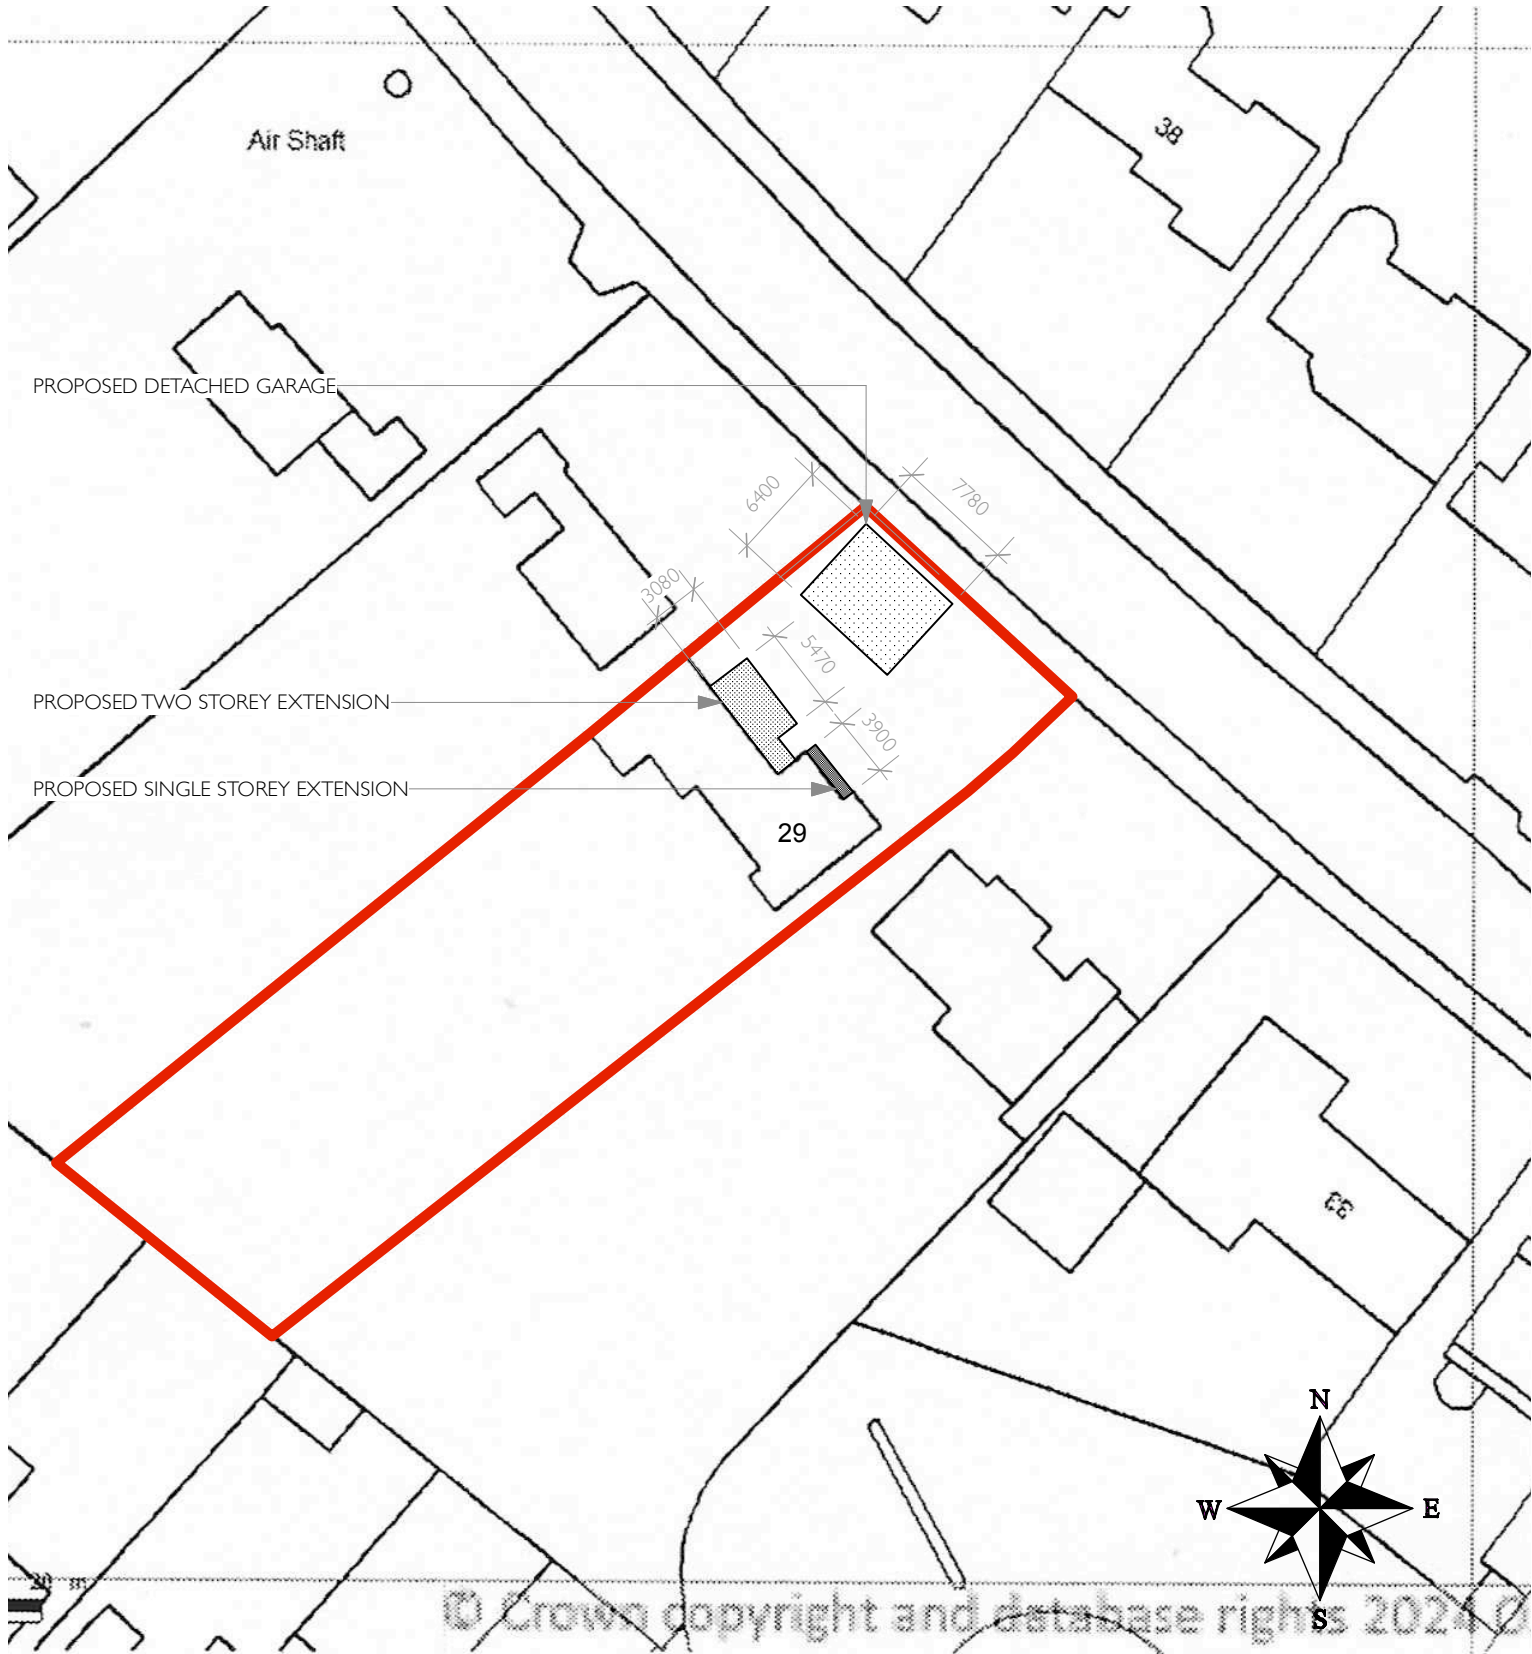 38
Air Shaft
PROPOSED DETACHED GARAGE
6400
7780
3080
5470
PROPOSED TWO STOREY EXTENSION
3900
PROPOSED SINGLE STOREY EXTENSION
29
33
N
W
E
S
20 m
© Crown copyright and database rights 2024